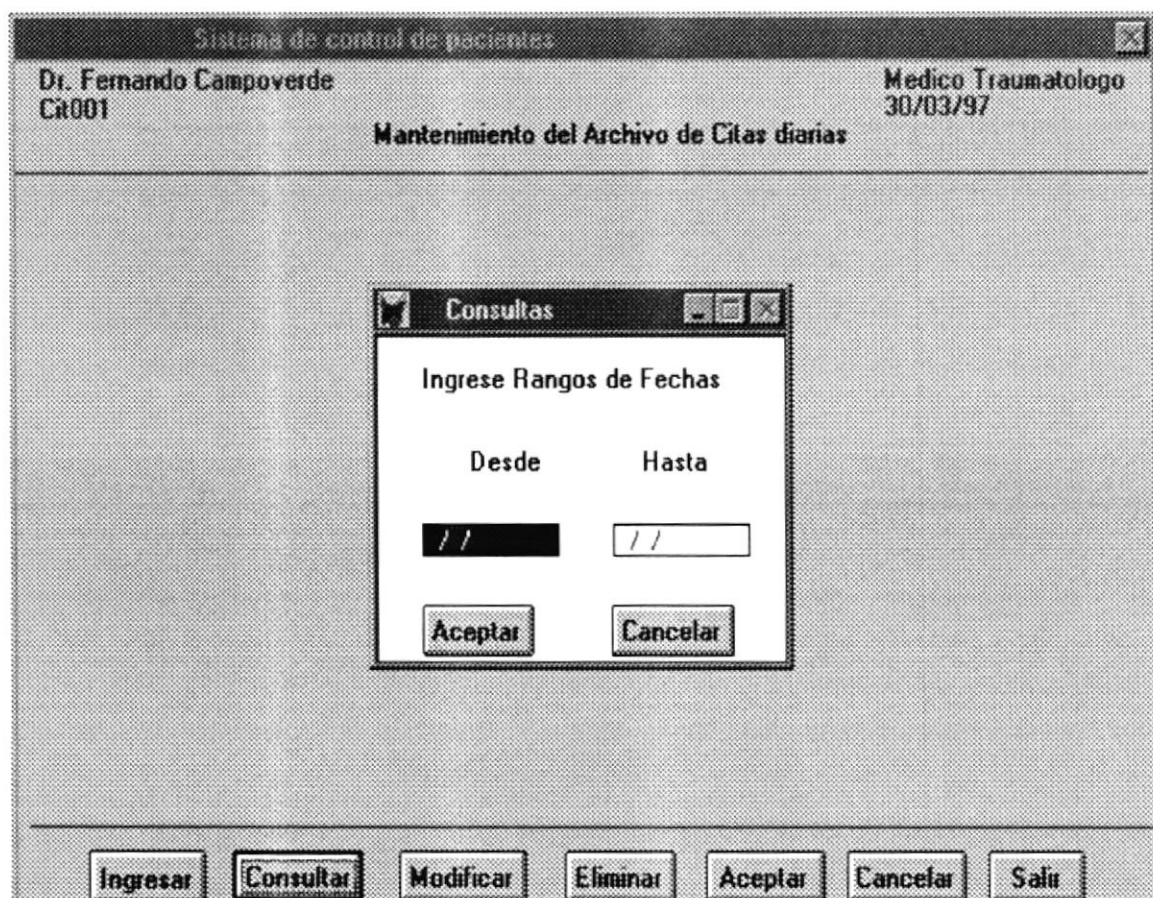 Sistema de control de pacientes
Dr. Fernando Campoverde Medico Traumatologo
Cit001 30/03/97
Mantenimiento del Archivo de Citas diarias
Consultas
Ingrese Rangos de Fechas
Desde Hasta
/ / / /
Aceptar Cancelar
Ingresar Consultar Modificar Eliminar Aceptar Cancelar Salir